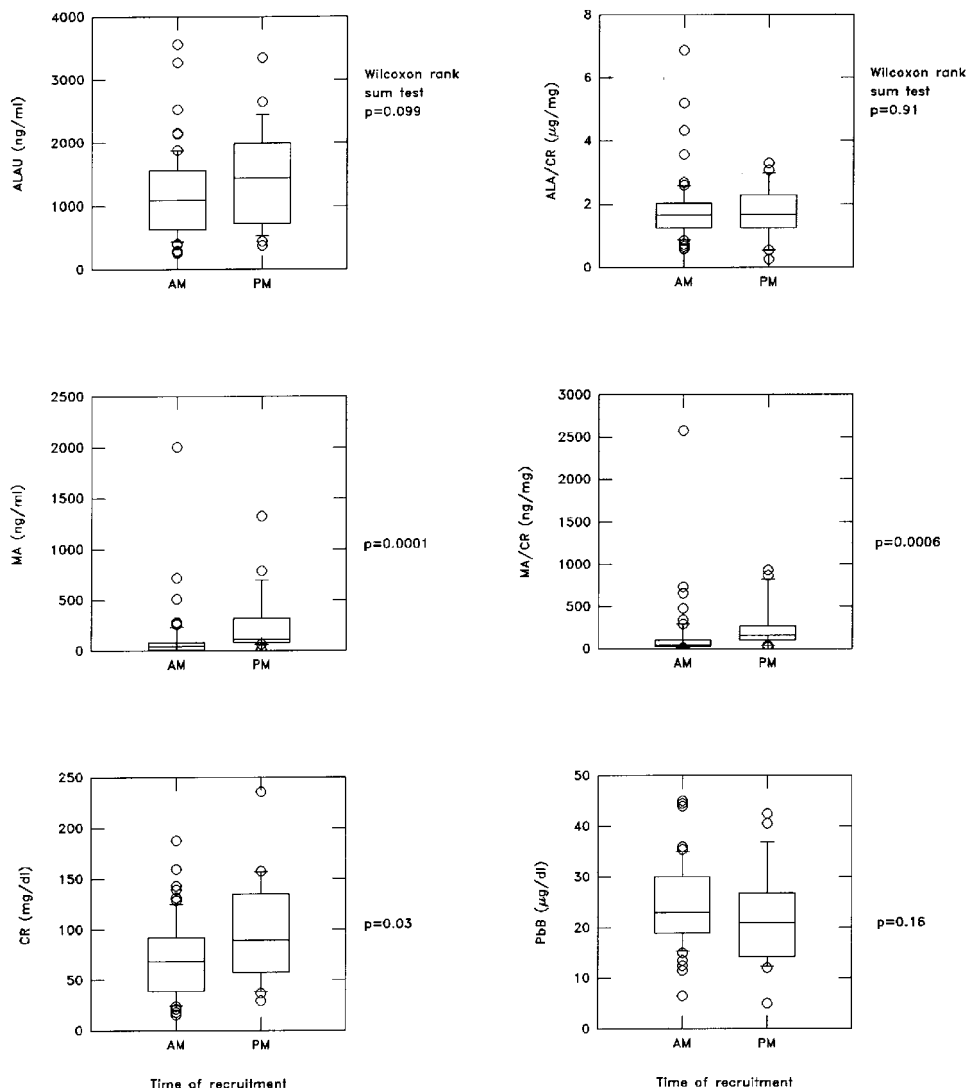 4000
3000
2000
1000
0
ALAU (ng/ml)
AM PM
Wilcoxon rank
sum test
p=0.099
8
6
4
2
0
ALA/CR (μg/mg)
AM PM
Wilcoxon rank
sum test
p=0.91
2500
2000
1500
1000
500
0
MA (ng/ml)
AM PM
p=0.0001
3000
2500
2000
1500
1000
500
0
MA/CR (ng/mg)
AM PM
p=0.0006
250
200
150
100
50
0
CR (mg/dl)
AM PM
Time of recruitment
p=0.03
50
40
30
20
10
0
PbB (μg/dl)
AM PM
Time of recruitment
p=0.16